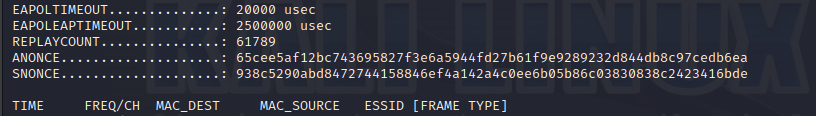 EAPOLTIMEOUT.............: 20000 usec
EAPOLEAPTIMEOUT..........: 2500000 usec
REPLAYCOUNT..............: 61789
ANONCE...................: 65cee5af12bc743695827f3e6a5944fd27b61f9e9289232d844db8c97cedb6ea
SNONCE...................: 938c5290abd8472744158846ef4a142a4c0ee6b05b86c03830838c2423416bde
TIME     FREQ/CH  MAC_DEST     MAC_SOURCE   ESSID [FRAME TYPE]